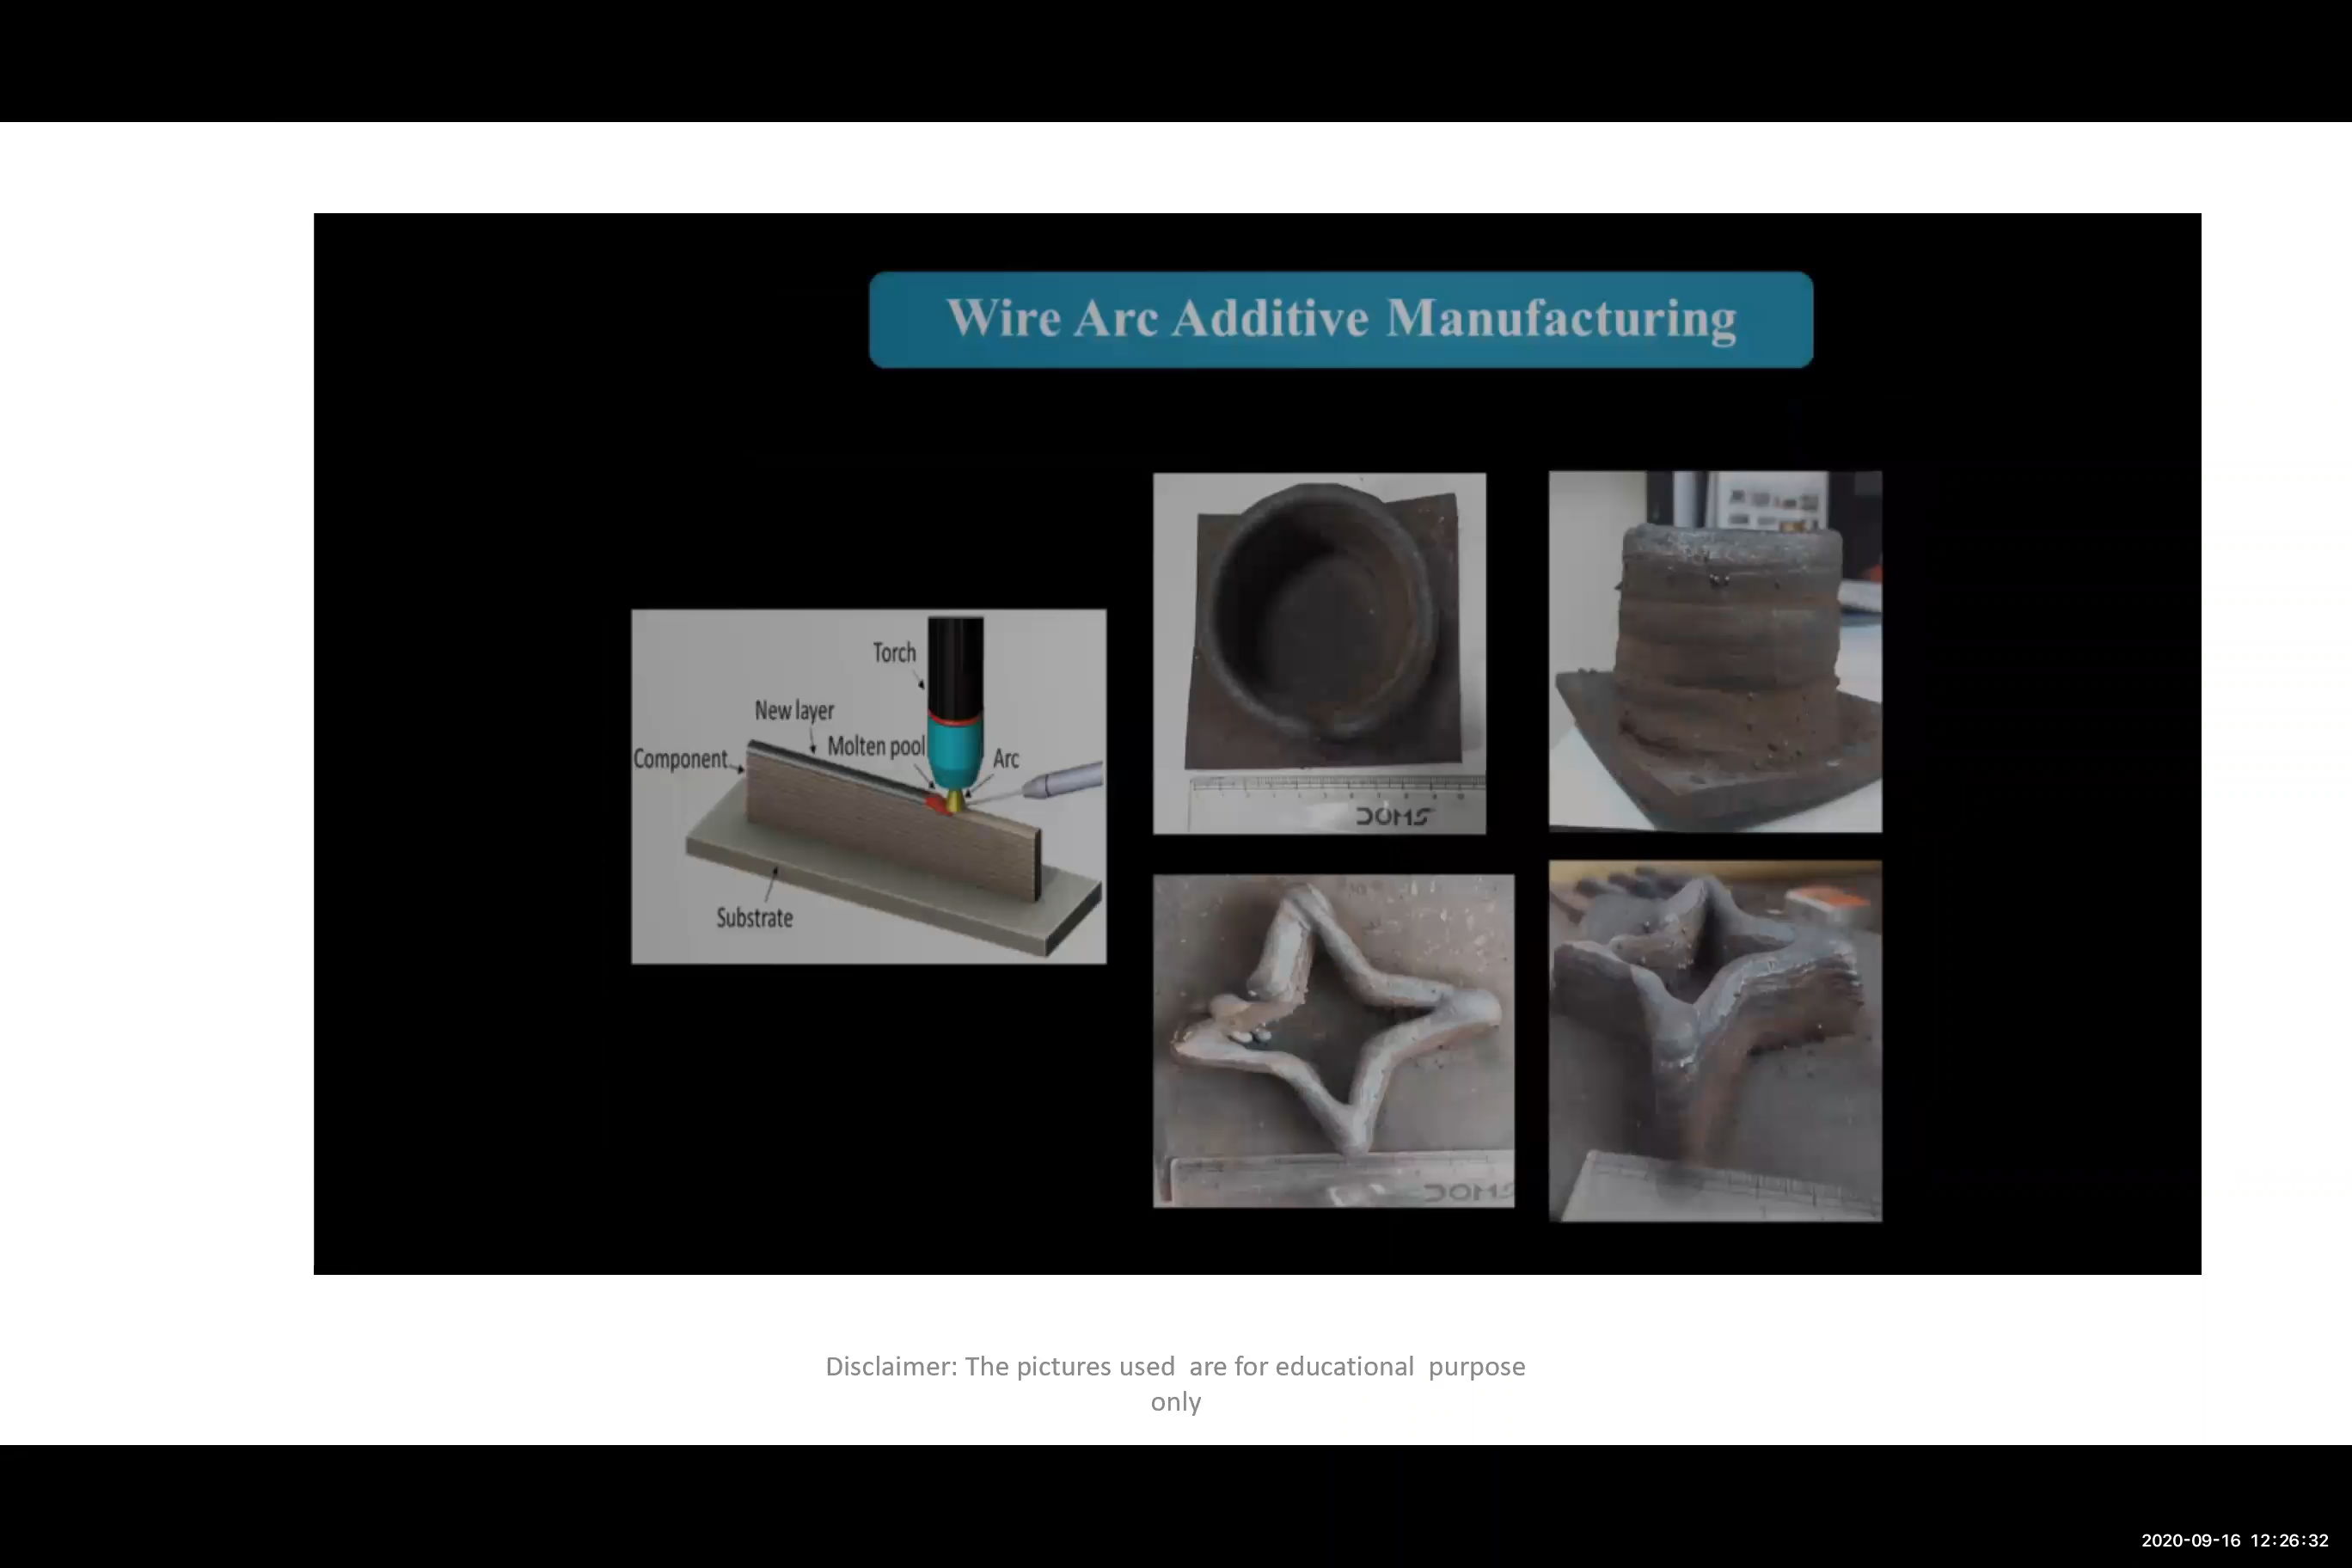 Wire Arc Additive Manufacturing
Torch
New layer
Molten pool
Arc
Component
Substrate
DOMS
DOMS
Disclaimer: The pictures used  are for educational  purpose
only
2020-09-16 12:26:32